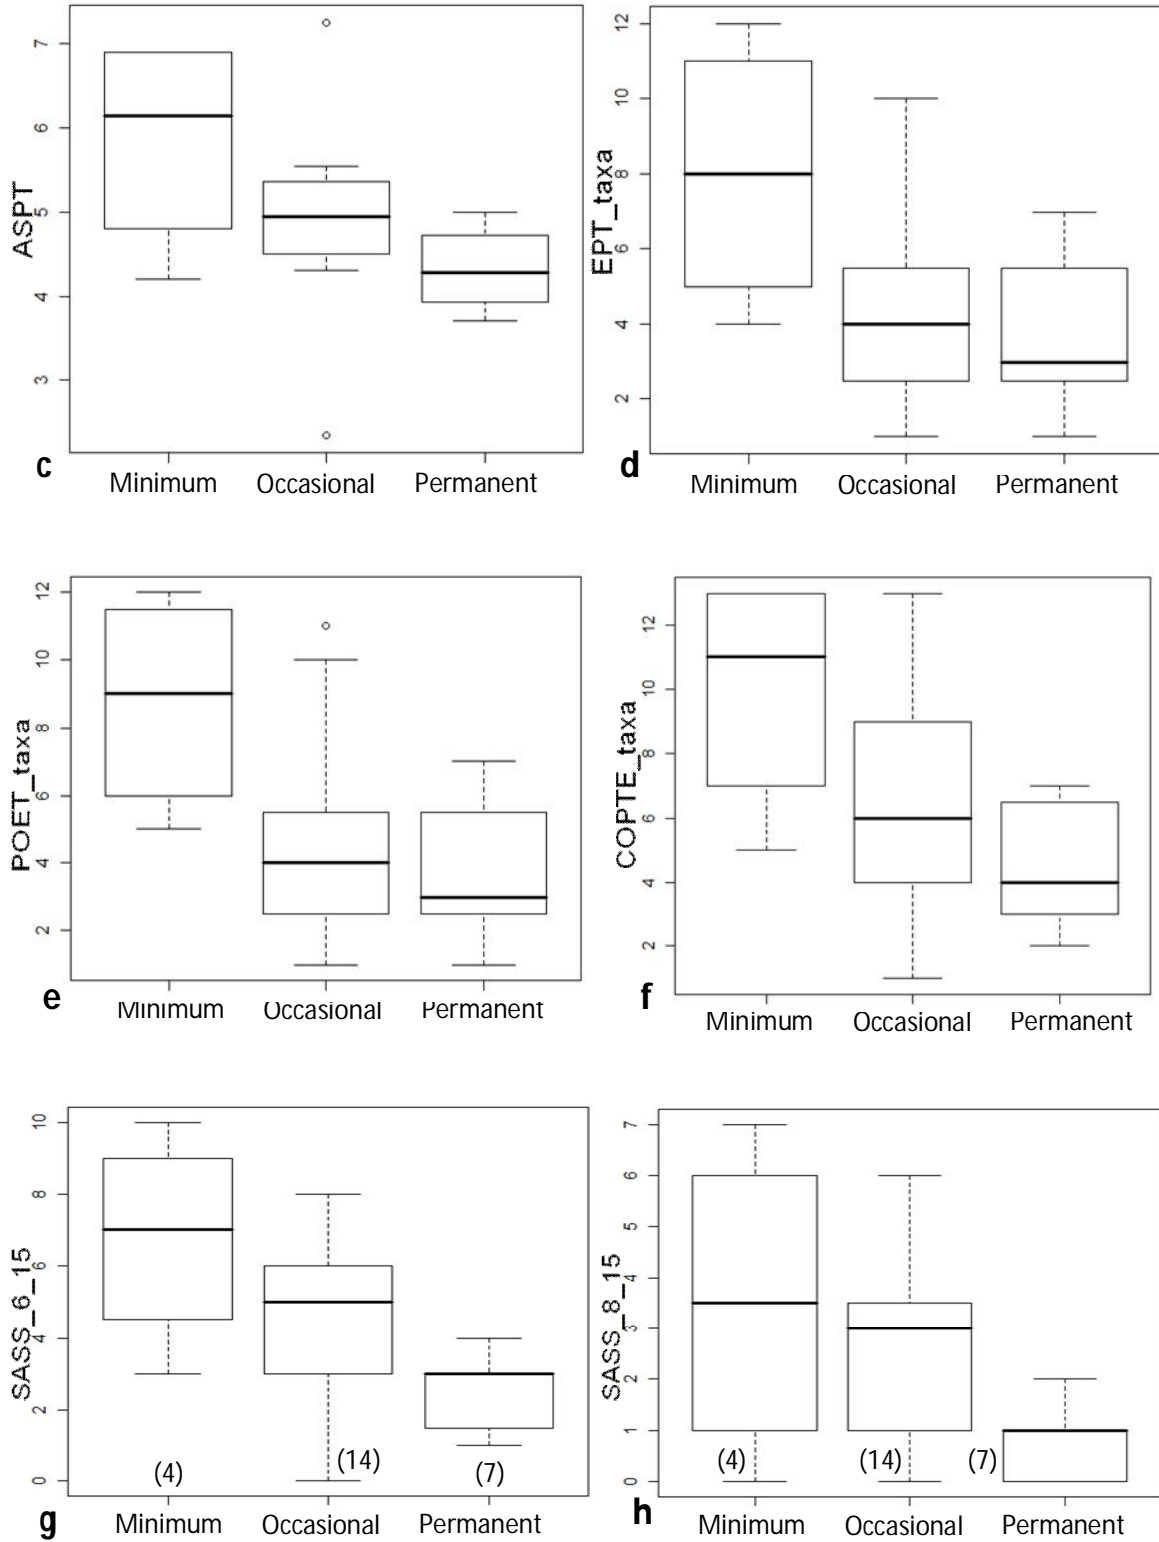 ASPT
7
6
5
4
3
c
Minimum Occasional Permanent
EPT_taxa
12
10
8
6
4
2
d
Minimum Occasional Permanent
POET_taxa
12
10
8
6
4
2
e
Minimum Occasional Permanent
COPTE_taxa
12
10
8
6
4
2
f
Minimum Occasional Permanent
SASS_6_15
10
8
6
4
2
0
(4) (14) (7)
g
Minimum Occasional Permanent
SASS_8_15
7
6
5
4
3
2
1
0
(4) (14) (7)
h
Minimum Occasional Permanent